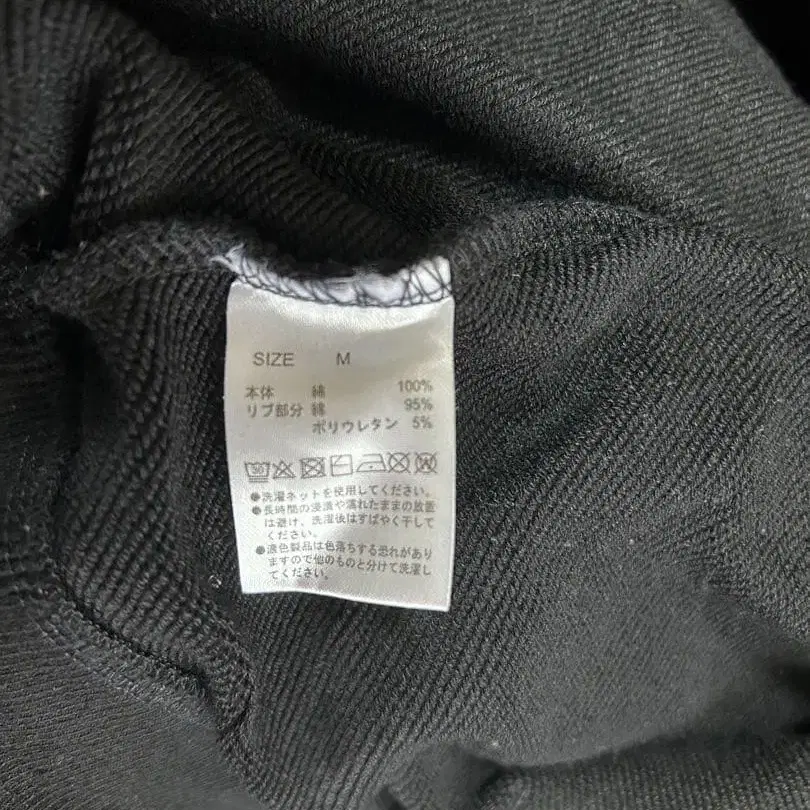 SIZE M
本体 綿 100%
リブ部分 綿 95%
ポリウレタン 5%
●洗濯ネットを使用してください。
●長時間の浸漬や濡れたままの放置
は避け、洗濯後はすばやく干して
ください。
●濃色製品は色落ちする恐れがあり
ますので他のものと分けて洗濯し
てください。